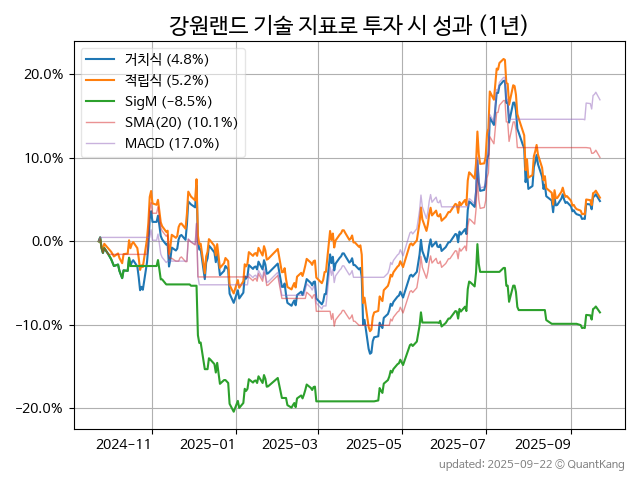 강원랜드 기술 지표로 투자 시 성과 (1년)
거치식 (4.8%)
적립식 (5.2%)
SigM (−8.5%)
SMA(20) (10.1%)
MACD (17.0%)
20.0%
10.0%
0.0%
−10.0%
−20.0%
2024−11 2025−01 2025−03 2025−05 2025−07 2025−09
updated: 2025-09-22 © QuantKang